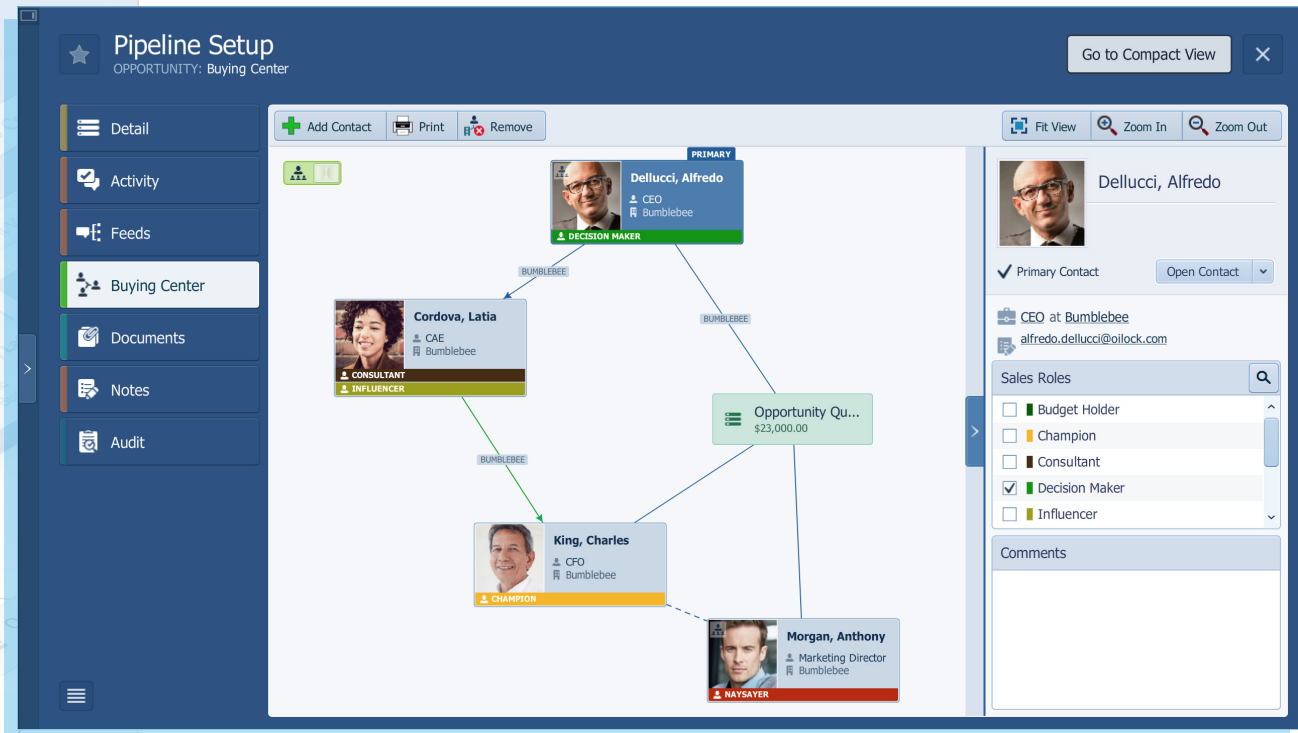 Pipeline Setup
OPPORTUNITY: Buying Center
Go to Compact View
Detail
Activity
Feeds
Buying Center
Documents
Notes
Audit
Add Contact
Print
Remove
Fit View
Zoom In
Zoom Out
PRIMARY
Dellucci, Alfredo
CEO
Bumblebee
DECISION MAKER
BUMBLEBEE
Cordova, Latia
CAE
Bumblebee
CONSULTANT
INFLUENCER
BUMBLEBEE
Opportunity Qu...
$23,000.00
BUMBLEBEE
King, Charles
CFO
Bumblebee
CHAMPION
Morgan, Anthony
Marketing Director
Bumblebee
NAYSAYER
Dellucci, Alfredo
Primary Contact
Open Contact
CEO at Bumblebee
alfredo.dellucci@oilock.com
Sales Roles
Budget Holder
Champion
Consultant
Decision Maker
Influencer
Comments